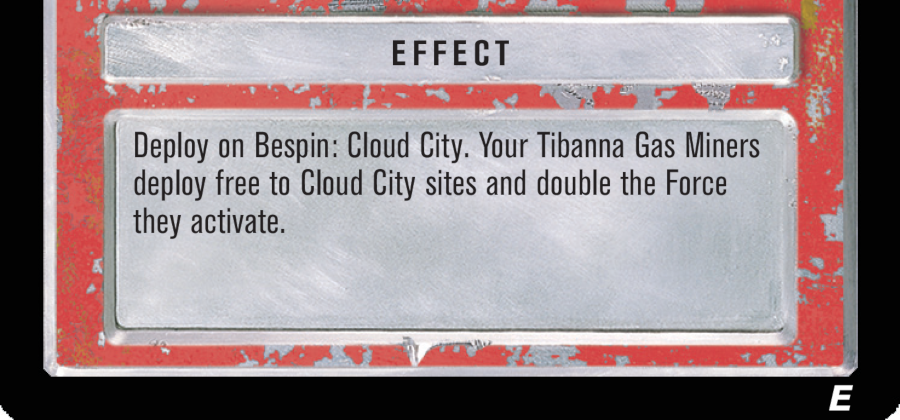 EFFECT
Deploy on Bespin: Cloud City. Your Tibanna Gas Miners
deploy free to Cloud City sites and double the Force
they activate.
E